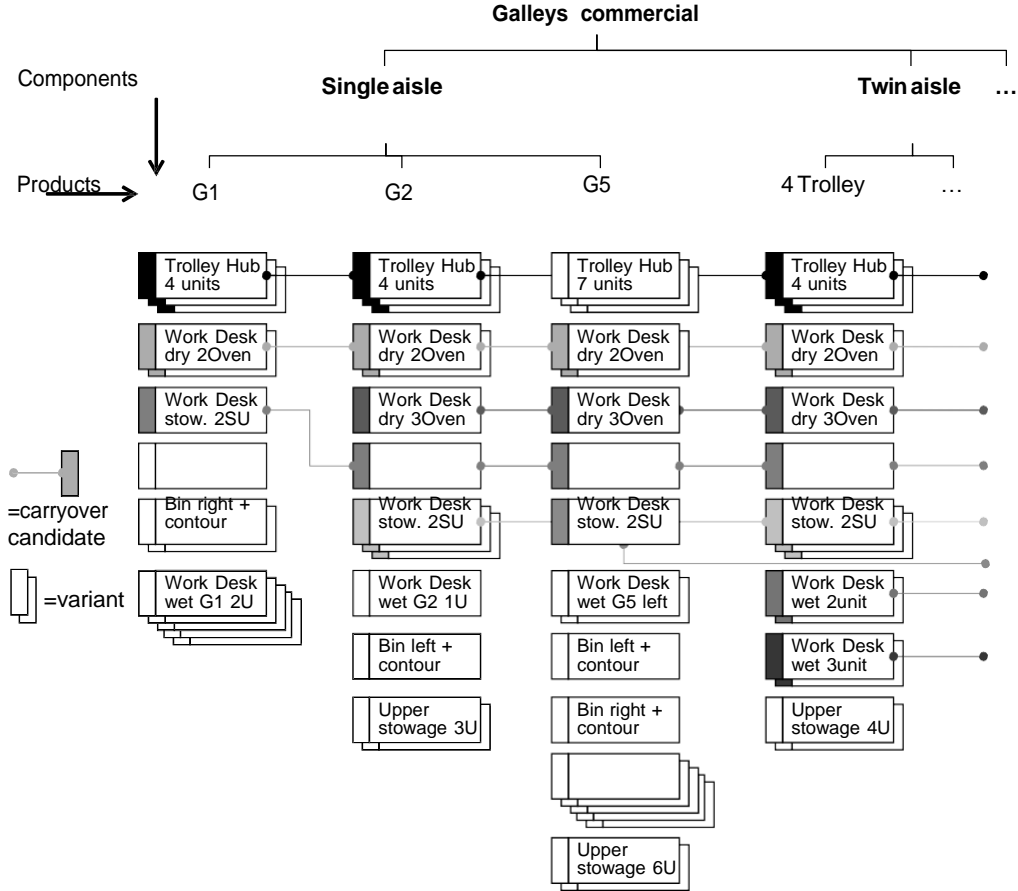 Galleys commercial
Components
Single aisle
Twin aisle
...
Products
G1
G2
G5
4 Trolley
...
Trolley Hub
4 units
Trolley Hub
4 units
Trolley Hub
7 units
Trolley Hub
4 units
Work Desk
dry 2Oven
Work Desk
dry 2Oven
Work Desk
dry 2Oven
Work Desk
dry 2Oven
Work Desk
stow. 2SU
Work Desk
dry 3Oven
Work Desk
dry 3Oven
Work Desk
dry 3Oven
=carryover
candidate
Bin right +
contour
Work Desk
stow. 2SU
Work Desk
stow. 2SU
Work Desk
stow. 2SU
=variant
Work Desk
wet G1 2U
Work Desk
wet G2 1U
Work Desk
wet G5 left
Work Desk
wet 2unit
Bin left +
contour
Bin left +
contour
Work Desk
wet 3unit
Upper
stowage 3U
Bin right +
contour
Upper
stowage 4U
Upper
stowage 6U